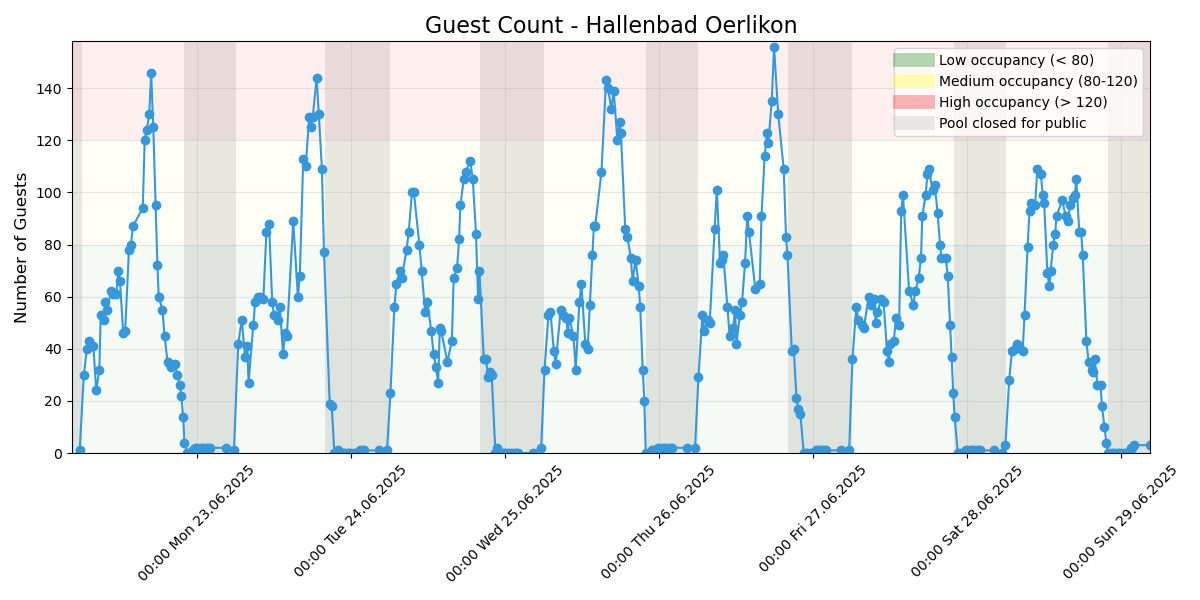 Guest Count - Hallenbad Oerlikon
Low occupancy (< 80)
Medium occupancy (80-120)
High occupancy (> 120)
Pool closed for public
Number of Guests
140
120
100
80
60
40
20
0
00:00 Mon 23.06.2025
00:00 Tue 24.06.2025
00:00 Wed 25.06.2025
00:00 Thu 26.06.2025
00:00 Fri 27.06.2025
00:00 Sat 28.06.2025
00:00 Sun 29.06.2025